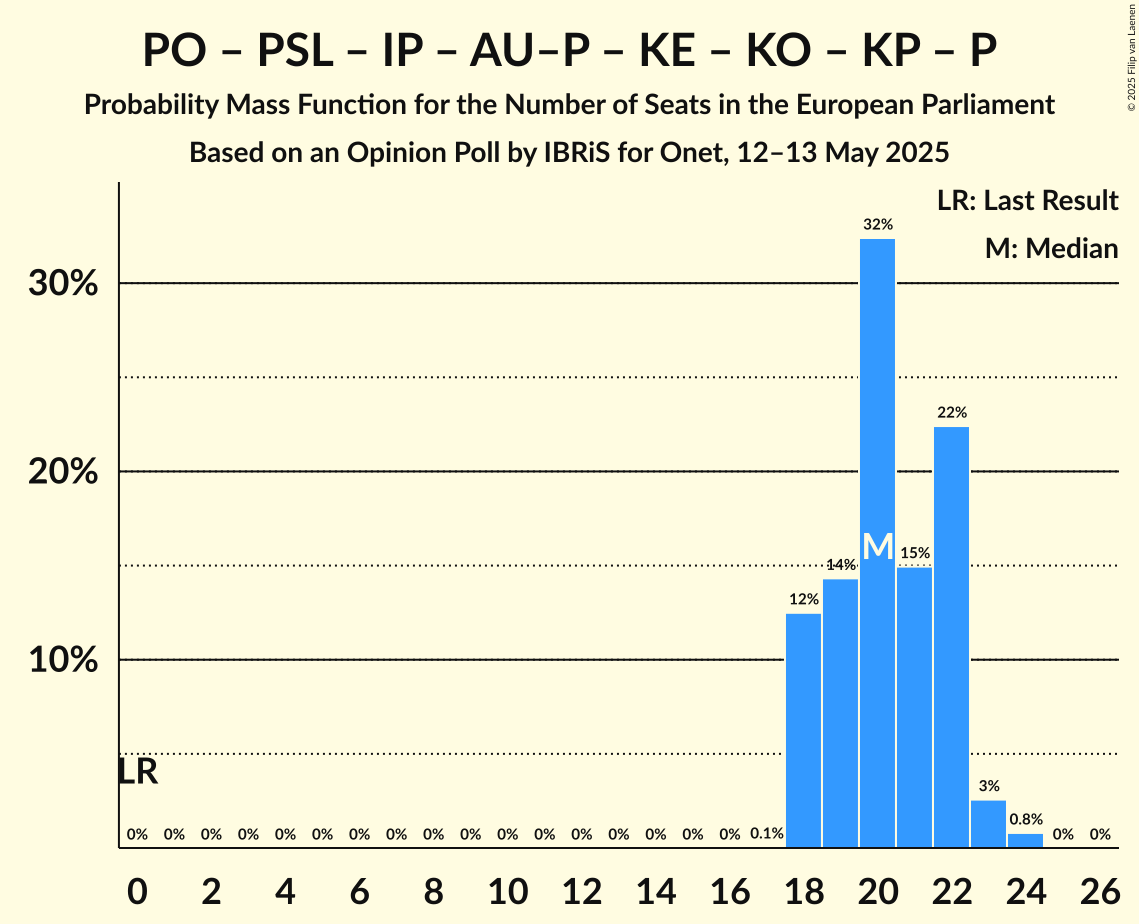 PO – PSL – IP – AU–P – KE – KO – KP – P
Probability Mass Function for the Number of Seats in the European Parliament
Based on an Opinion Poll by IBRiS for Onet, 12–13 May 2025
© 2025 Filip van Laenen
LR: Last Result
M: Median
32%
30%
22%
20%
M
15%
14%
12%
10%
LR
3%
0.8%
0% 0% 0% 0% 0% 0% 0% 0% 0% 0% 0% 0% 0% 0% 0% 0% 0% 0.1% 0% 0%
0 2 4 6 8 10 12 14 16 18 20 22 24 26